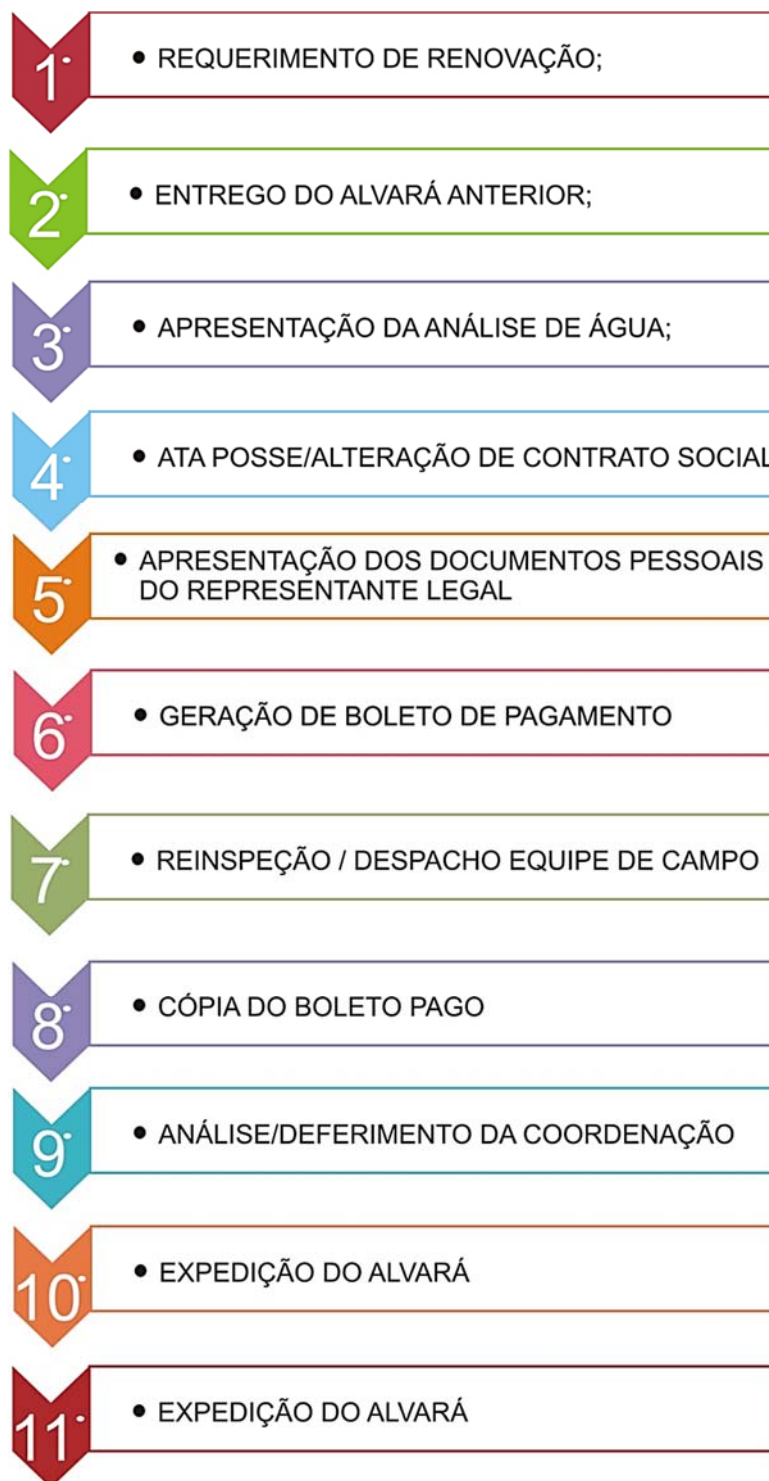 1.
• REQUERIMENTO DE RENOVAÇÃO;
2.
• ENTREGO DO ALVARÁ ANTERIOR;
3.
• APRESENTAÇÃO DA ANÁLISE DE ÁGUA;
4.
• ATA POSSE/ALTERAÇÃO DE CONTRATO SOCIAL
5.
• APRESENTAÇÃO DOS DOCUMENTOS PESSOAIS
DO REPRESENTANTE LEGAL
6.
• GERAÇÃO DE BOLETO DE PAGAMENTO
7.
• REINSPEÇÃO / DESPACHO EQUIPE DE CAMPO
8.
• CÓPIA DO BOLETO PAGO
9.
• ANÁLISE/DEFERIMENTO DA COORDENAÇÃO
10.
• EXPEDIÇÃO DO ALVARÁ
11.
• EXPEDIÇÃO DO ALVARÁ